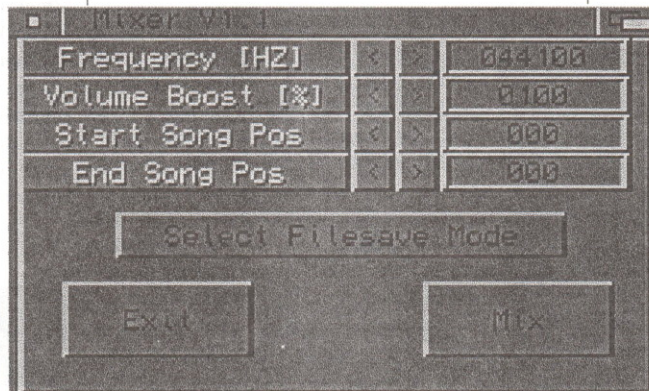 Mixer V1.1
Frequency [HZ] < > 044100
Volume Boost [%] < > 0100
Start Song Pos < > 000
End Song Pos < > 000
Select Filesave Mode
Exit Mix